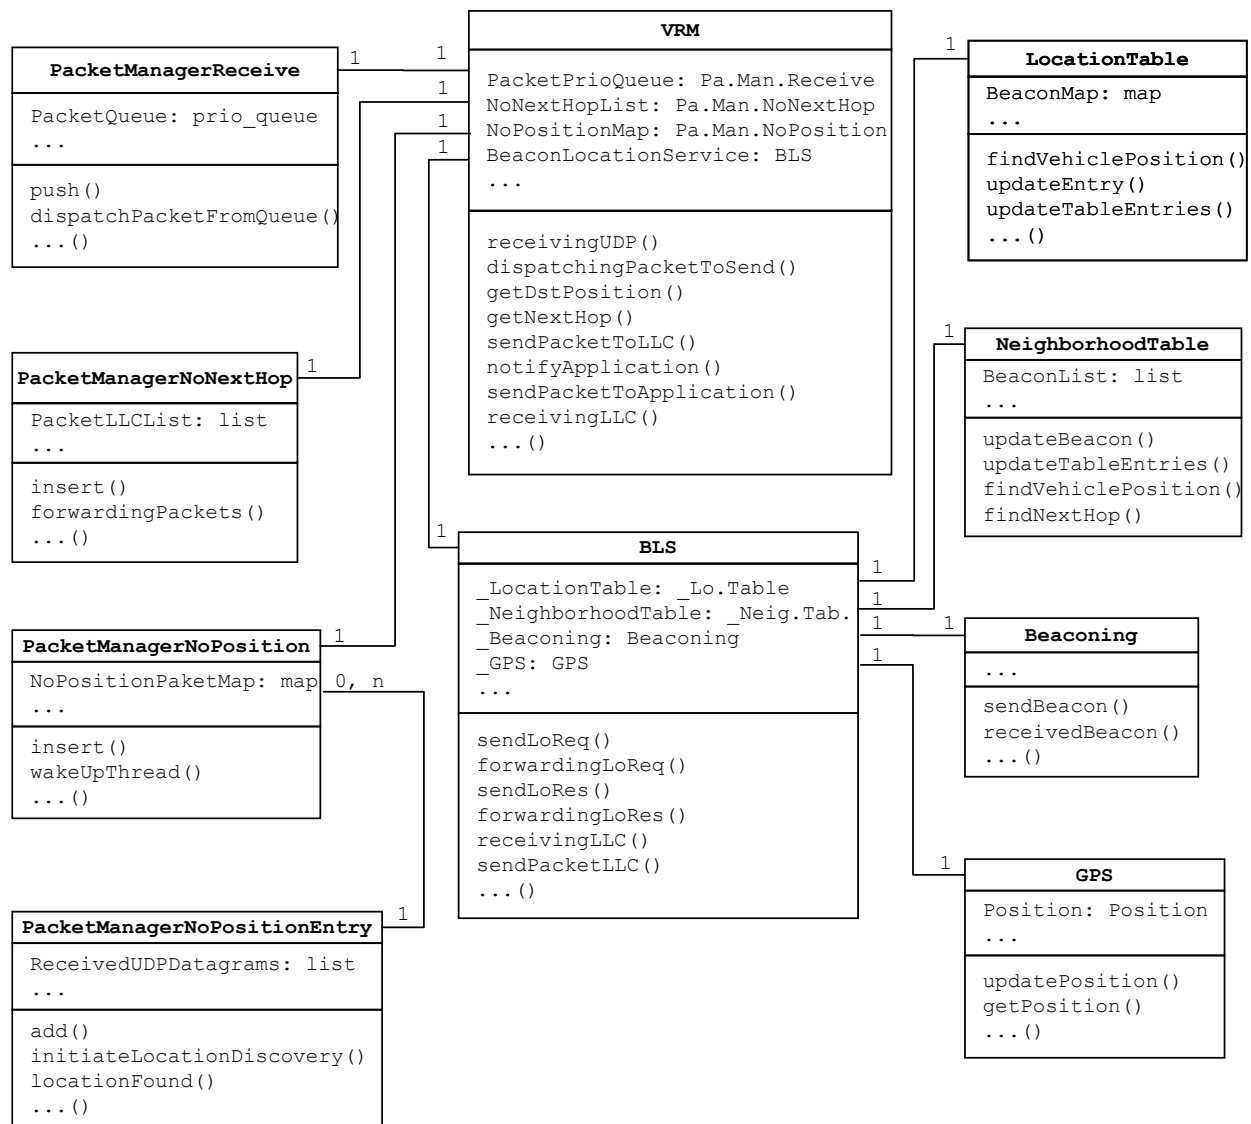 PacketManagerReceive
PacketQueue: prio_queue
...
push()
dispatchPacketFromQueue()
...()
1
1
VRM
PacketPrioQueue: Pa.Man.Receive
NoNextHopList: Pa.Man.NoNextHop
NoPositionMap: Pa.Man.NoPosition
BeaconLocationService: BLS
...
receivingUDP()
dispatchingPacketToSend()
getDstPosition()
getNextHop()
sendPacketToLLC()
notifyApplication()
sendPacketToApplication()
receivingLLC()
...()
1
1
1
1
LocationTable
BeaconMap: map
...
findVehiclePosition()
updateEntry()
updateTableEntries()
...()
PacketManagerNoNextHop
PacketLLCList: list
...
insert()
forwardingPackets()
...()
1
1
NeighborhoodTable
BeaconList: list
...
updateBeacon()
updateTableEntries()
findVehiclePosition()
findNextHop()
1
BLS
_LocationTable: _Lo.Table
_NeighborhoodTable: _Neig.Tab.
_Beaconing: Beaconing
_GPS: GPS
...
sendLoReq()
forwardingLoReq()
sendLoRes()
forwardingLoRes()
receivingLLC()
sendPacketLLC()
...()
1
1
1
1
PacketManagerNoPosition
NoPositionPaketMap: map
...
insert()
wakeUpThread()
...()
1
0, n
1
Beaconing
...
sendBeacon()
receivedBeacon()
...()
1
GPS
Position: Position
...
updatePosition()
getPosition()
...()
PacketManagerNoPositionEntry
ReceivedUDPDatagrams: list
...
add()
initiateLocationDiscovery()
locationFound()
...()
1